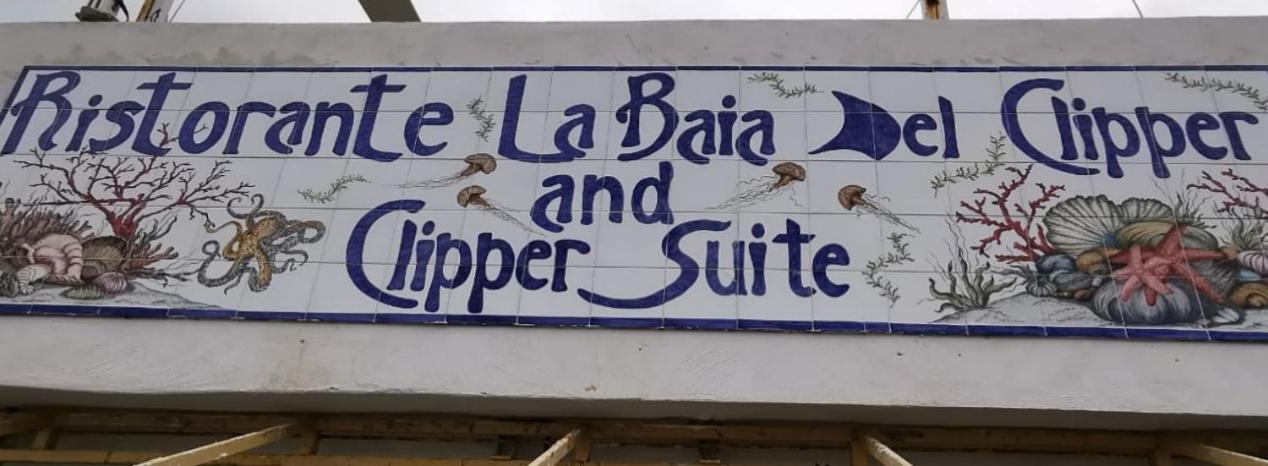 Ristorante La Baia Del Clipper
and
Clipper Suite